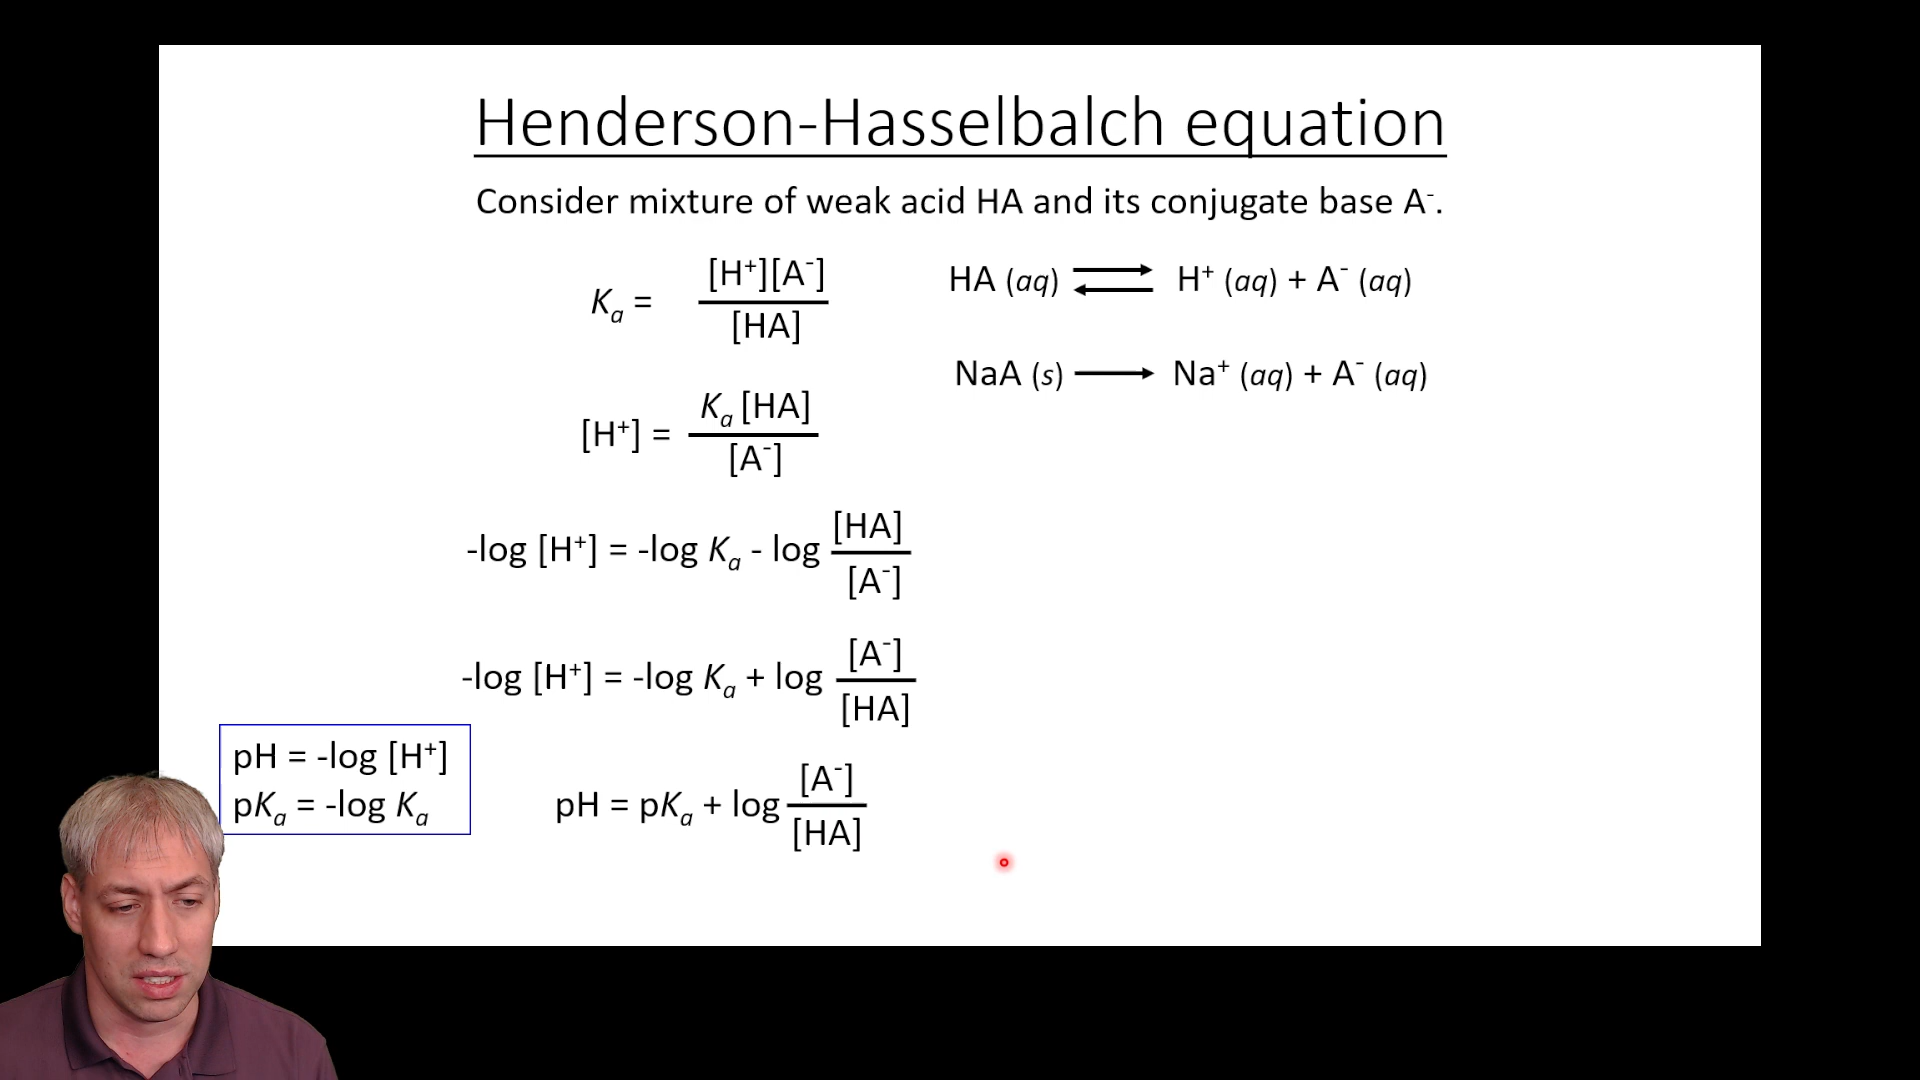 Henderson-Hasselbalch equation
Consider mixture of weak acid HA and its conjugate base A⁻.
Kₐ = [H⁺][A⁻] / [HA]
HA (aq) ⇌ H⁺ (aq) + A⁻ (aq)
NaA (s) ⟶ Na⁺ (aq) + A⁻ (aq)
[H⁺] = Kₐ [HA] / [A⁻]
-log [H⁺] = -log Kₐ - log [HA] / [A⁻]
-log [H⁺] = -log Kₐ + log [A⁻] / [HA]
pH = -log [H⁺]
pKₐ = -log Kₐ
pH = pKₐ + log [A⁻] / [HA]